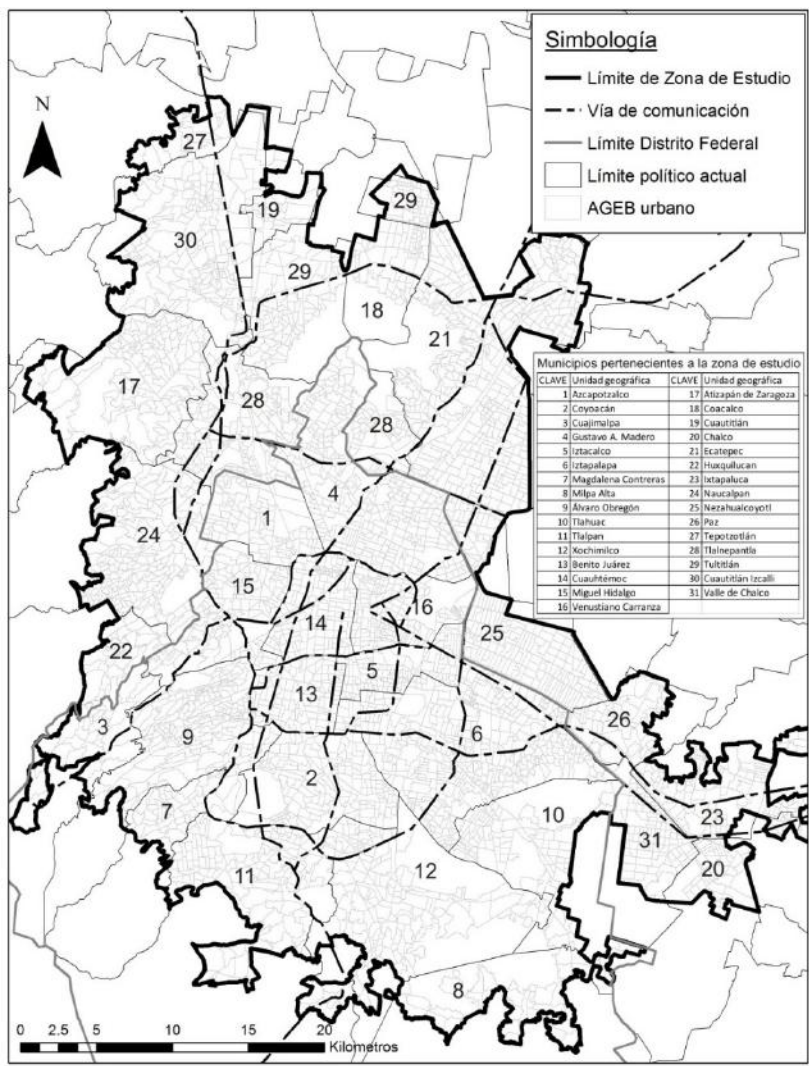 Simbología
Límite de Zona de Estudio
Vía de comunicación
Límite Distrito Federal
Límite político actual
AGEB urbano
N
27
19
29
30
29
18
21
17
28
28
4
1
24
15
16
14
25
22
5
13
26
3
9
6
2
10
23
7
31
12
20
11
8
Municipios pertenecientes a la zona de estudio
CLAVE Unidad geográfica CLAVE Unidad geográfica
1 Azcapotzalco 17 Atizapán de Zaragoza
2 Coyoacán 18 Coacalco
3 Cuajimalpa 19 Cuautitlán
4 Gustavo A. Madero 20 Chalco
5 Iztacalco 21 Ecatepec
6 Iztapalapa 22 Huxquilucan
7 Magdalena Contreras 23 Ixtapaluca
8 Milpa Alta 24 Naucalpan
9 Álvaro Obregón 25 Nezahualcoyotl
10 Tlahuac 26 Paz
11 Tlalpan 27 Tepotzotlán
12 Xochimilco 28 Tlalnepantla
13 Benito Juárez 29 Tultitlán
14 Cuauhtémoc 30 Cuautitlán Izcalli
15 Miguel Hidalgo 31 Valle de Chalco
16 Venustiano Carranza
0 2.5 5 10 15 20
Kilometros